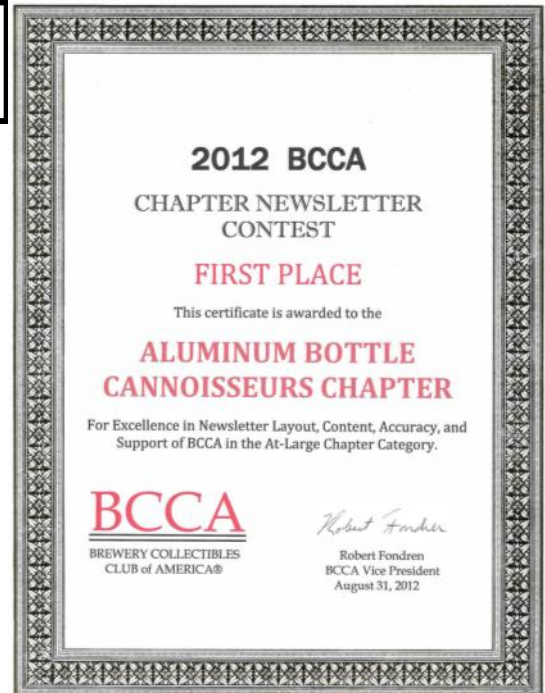 2012 BCCA
CHAPTER NEWSLETTER
CONTEST
FIRST PLACE
This certificate is awarded to the
ALUMINUM BOTTLE
CANNOISSEURS CHAPTER
For Excellence in Newsletter Layout, Content, Accuracy, and
Support of BCCA in the At-Large Chapter Category.
BCCA
BREWERY COLLECTIBLES
CLUB of AMERICA®
Robert Fondren
Robert Fondren
BCCA Vice President
August 31, 2012